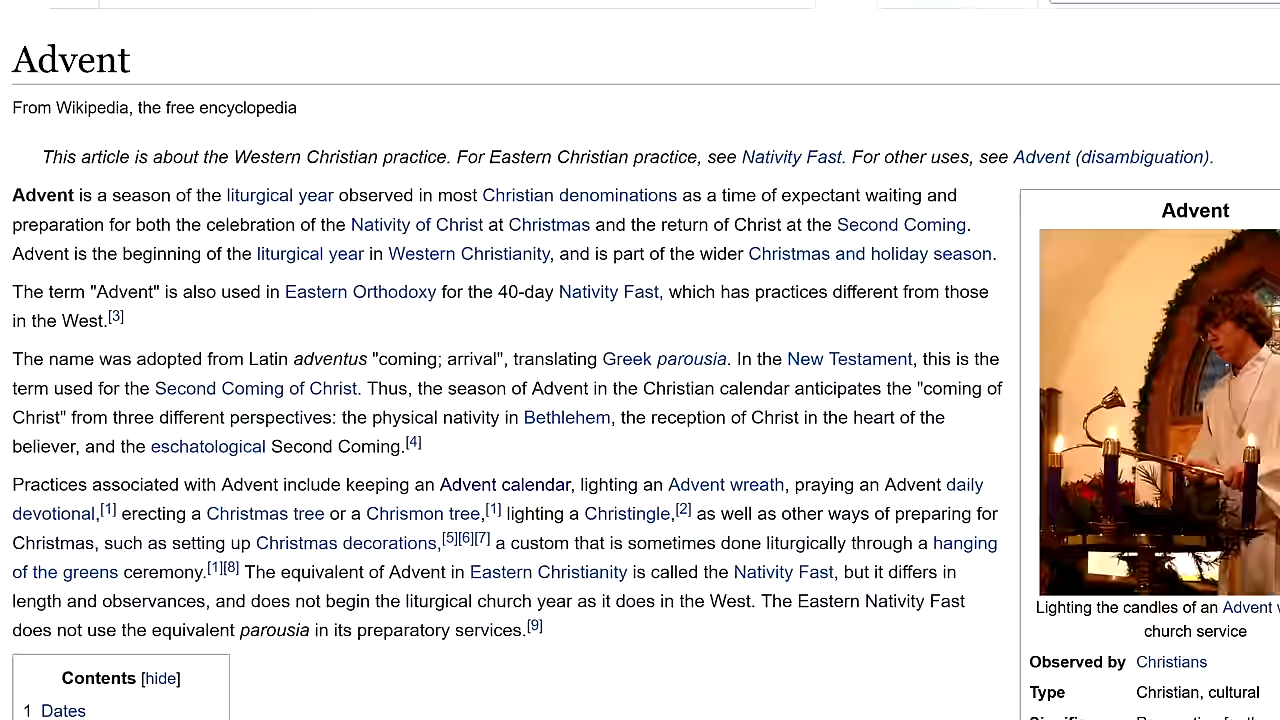 Advent
From Wikipedia, the free encyclopedia
This article is about the Western Christian practice. For Eastern Christian practice, see Nativity Fast. For other uses, see Advent (disambiguation).
Advent is a season of the liturgical year observed in most Christian denominations as a time of expectant waiting and
preparation for both the celebration of the Nativity of Christ at Christmas and the return of Christ at the Second Coming.
Advent is the beginning of the liturgical year in Western Christianity, and is part of the wider Christmas and holiday season.
The term "Advent" is also used in Eastern Orthodoxy for the 40-day Nativity Fast, which has practices different from those
in the West.[3]
The name was adopted from Latin adventus "coming; arrival", translating Greek parousia. In the New Testament, this is the
term used for the Second Coming of Christ. Thus, the season of Advent in the Christian calendar anticipates the "coming of
Christ" from three different perspectives: the physical nativity in Bethlehem, the reception of Christ in the heart of the
believer, and the eschatological Second Coming.[4]
Practices associated with Advent include keeping an Advent calendar, lighting an Advent wreath, praying an Advent daily
devotional,[1] erecting a Christmas tree or a Chrismon tree,[1] lighting a Christingle,[2] as well as other ways of preparing for
Christmas, such as setting up Christmas decorations,[5][6][7] a custom that is sometimes done liturgically through a hanging
of the greens ceremony.[1][8] The equivalent of Advent in Eastern Christianity is called the Nativity Fast, but it differs in
length and observances, and does not begin the liturgical church year as it does in the West. The Eastern Nativity Fast
does not use the equivalent parousia in its preparatory services.[9]
Contents [hide]
1 Dates
Advent
Lighting the candles of an Advent
church service
Observed by Christians
Type Christian, cultural